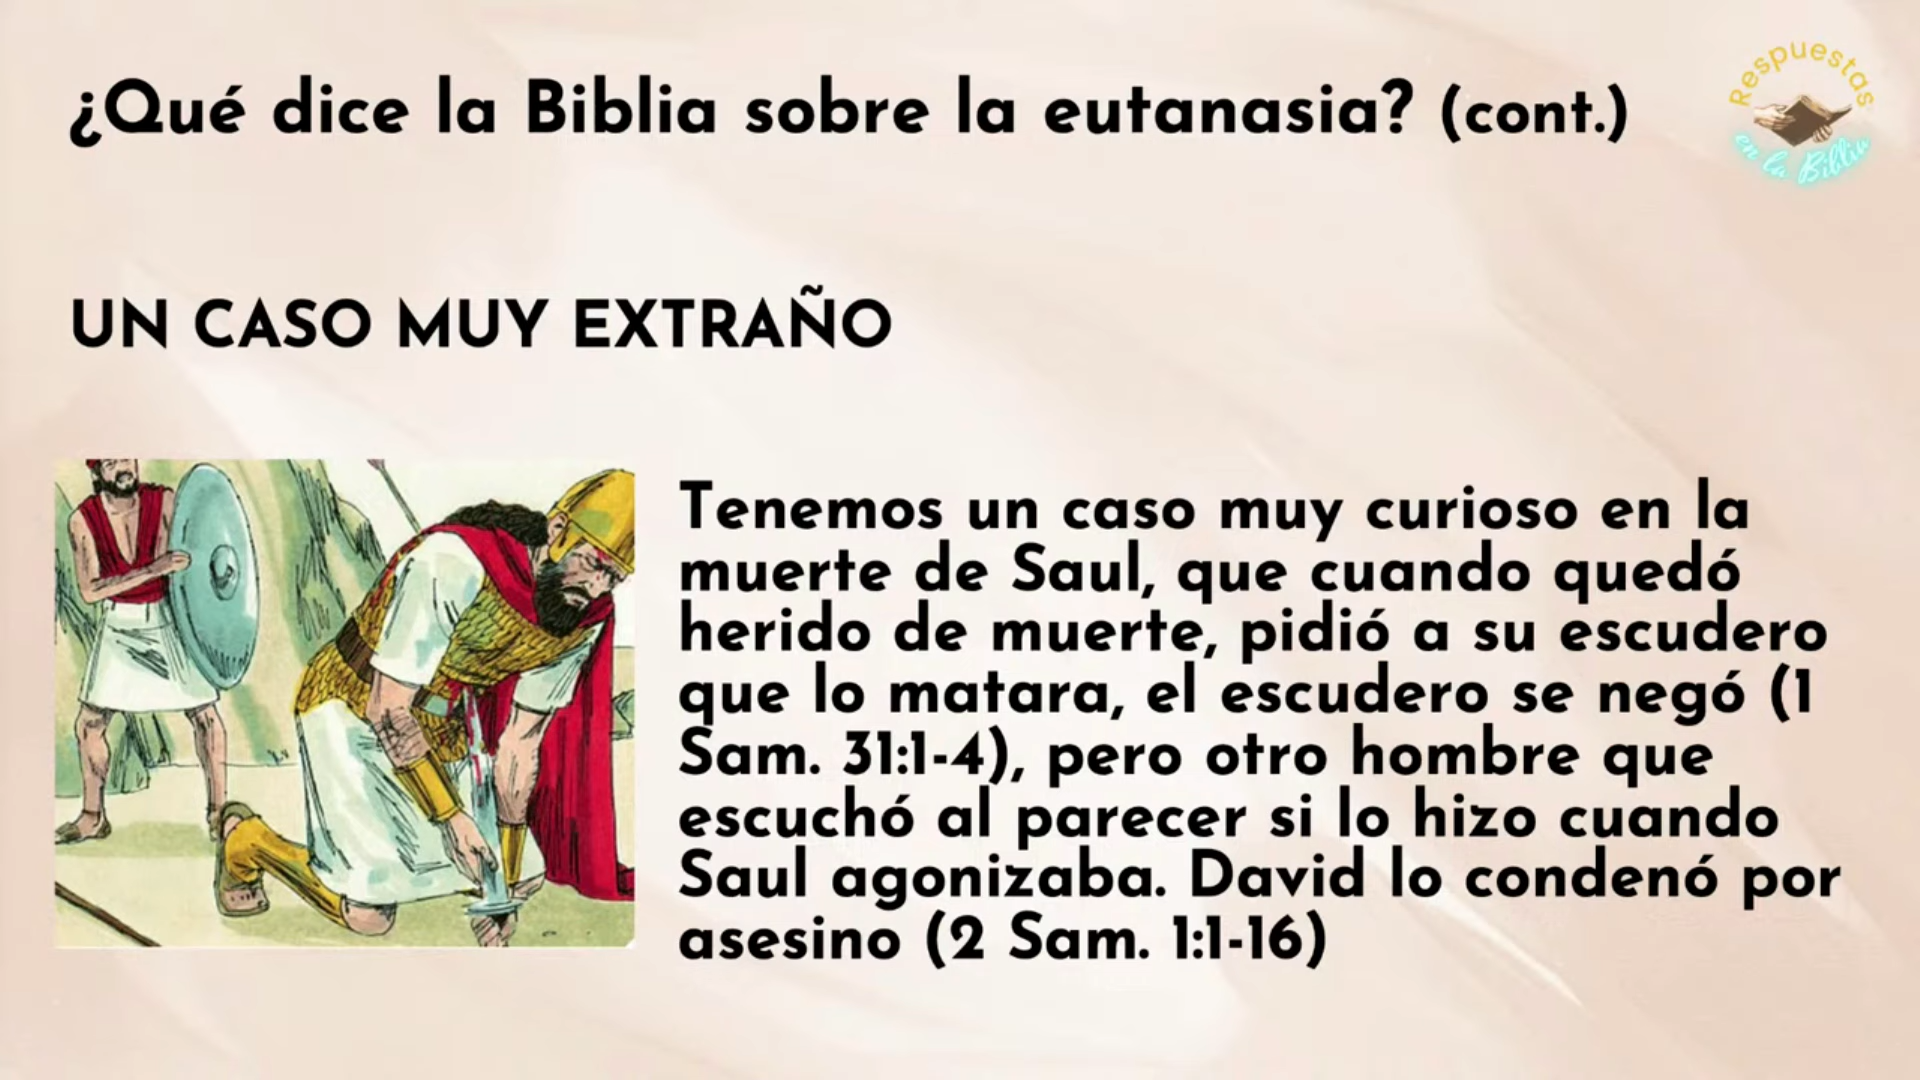 ¿Qué dice la Biblia sobre la eutanasia? (cont.)
Respuestas
en la Biblia
UN CASO MUY EXTRAÑO
Tenemos un caso muy curioso en la
muerte de Saul, que cuando quedó
herido de muerte, pidió a su escudero
que lo matara, el escudero se negó (1
Sam. 31:1-4), pero otro hombre que
escuchó al parecer si lo hizo cuando
Saul agonizaba. David lo condenó por
asesino (2 Sam. 1:1-16)